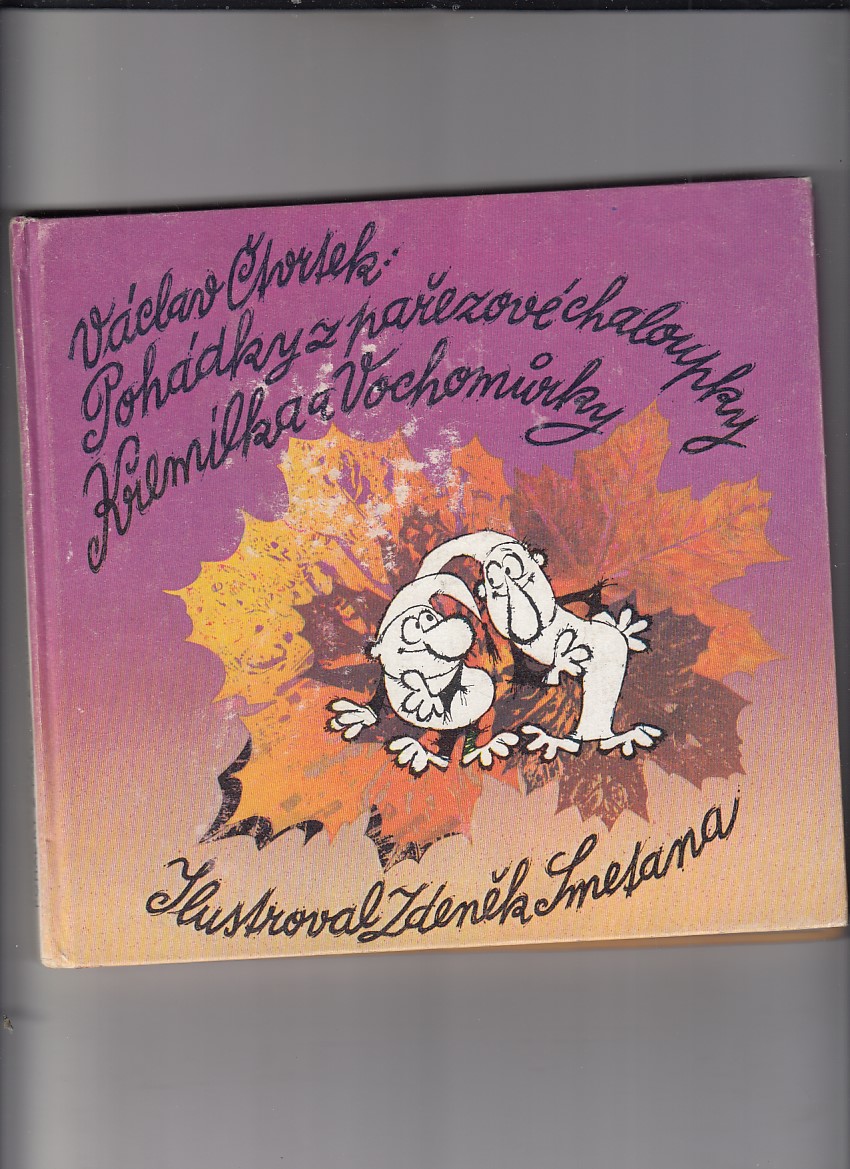 Václav Čtvrtek:
Pohádky z pařezové chaloupky
Křemílka a Vochomůrky
Ilustroval Zdeněk Smetana